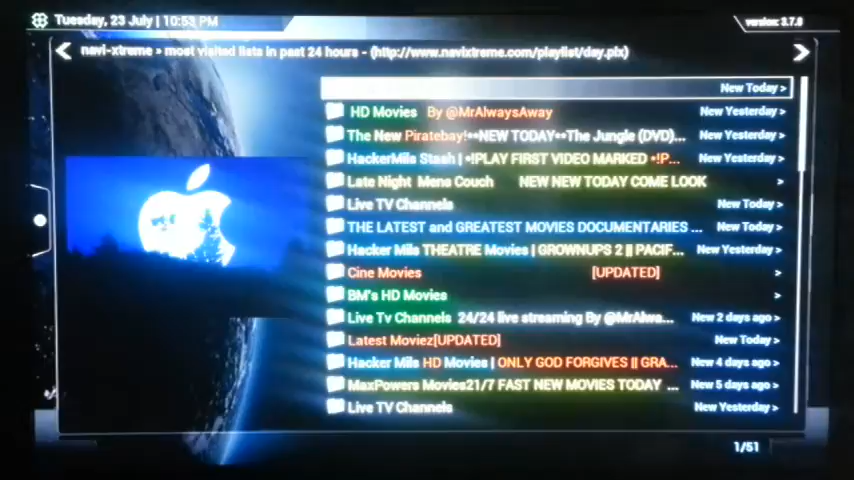 Tuesday, 23 July | 10:53 PM
version: 3.7.0
navi-xtreme » most visited lists in past 24 hours - (http://www.navixtreme.com/playlist/day.plx)
New Today >
HD Movies By @MrAlwaysAway New Yesterday >
The New Piratebay!**NEW TODAY**The Jungle (DVD)... New Yesterday >
HackerMils Stash | *!PLAY FIRST VIDEO MARKED *!P... New Yesterday >
Late Night Mens Couch NEW NEW TODAY COME LOOK >
Live TV Channels New Today >
THE LATEST and GREATEST MOVIES DOCUMENTARIES ... New Today >
Hacker Mils THEATRE Movies | GROWNUPS 2 || PACIF... New Yesterday >
Cine Movies [UPDATED] >
BM's HD Movies >
Live Tv Channels 24/24 live streaming By @MrAlwa... New 2 days ago >
Latest Moviez[UPDATED] New Today >
Hacker Mils HD Movies | ONLY GOD FORGIVES || GRA... New 4 days ago >
MaxPowers Movies21/7 FAST NEW MOVIES TODAY ... New 5 days ago >
Live TV Channels New Yesterday >
1/51